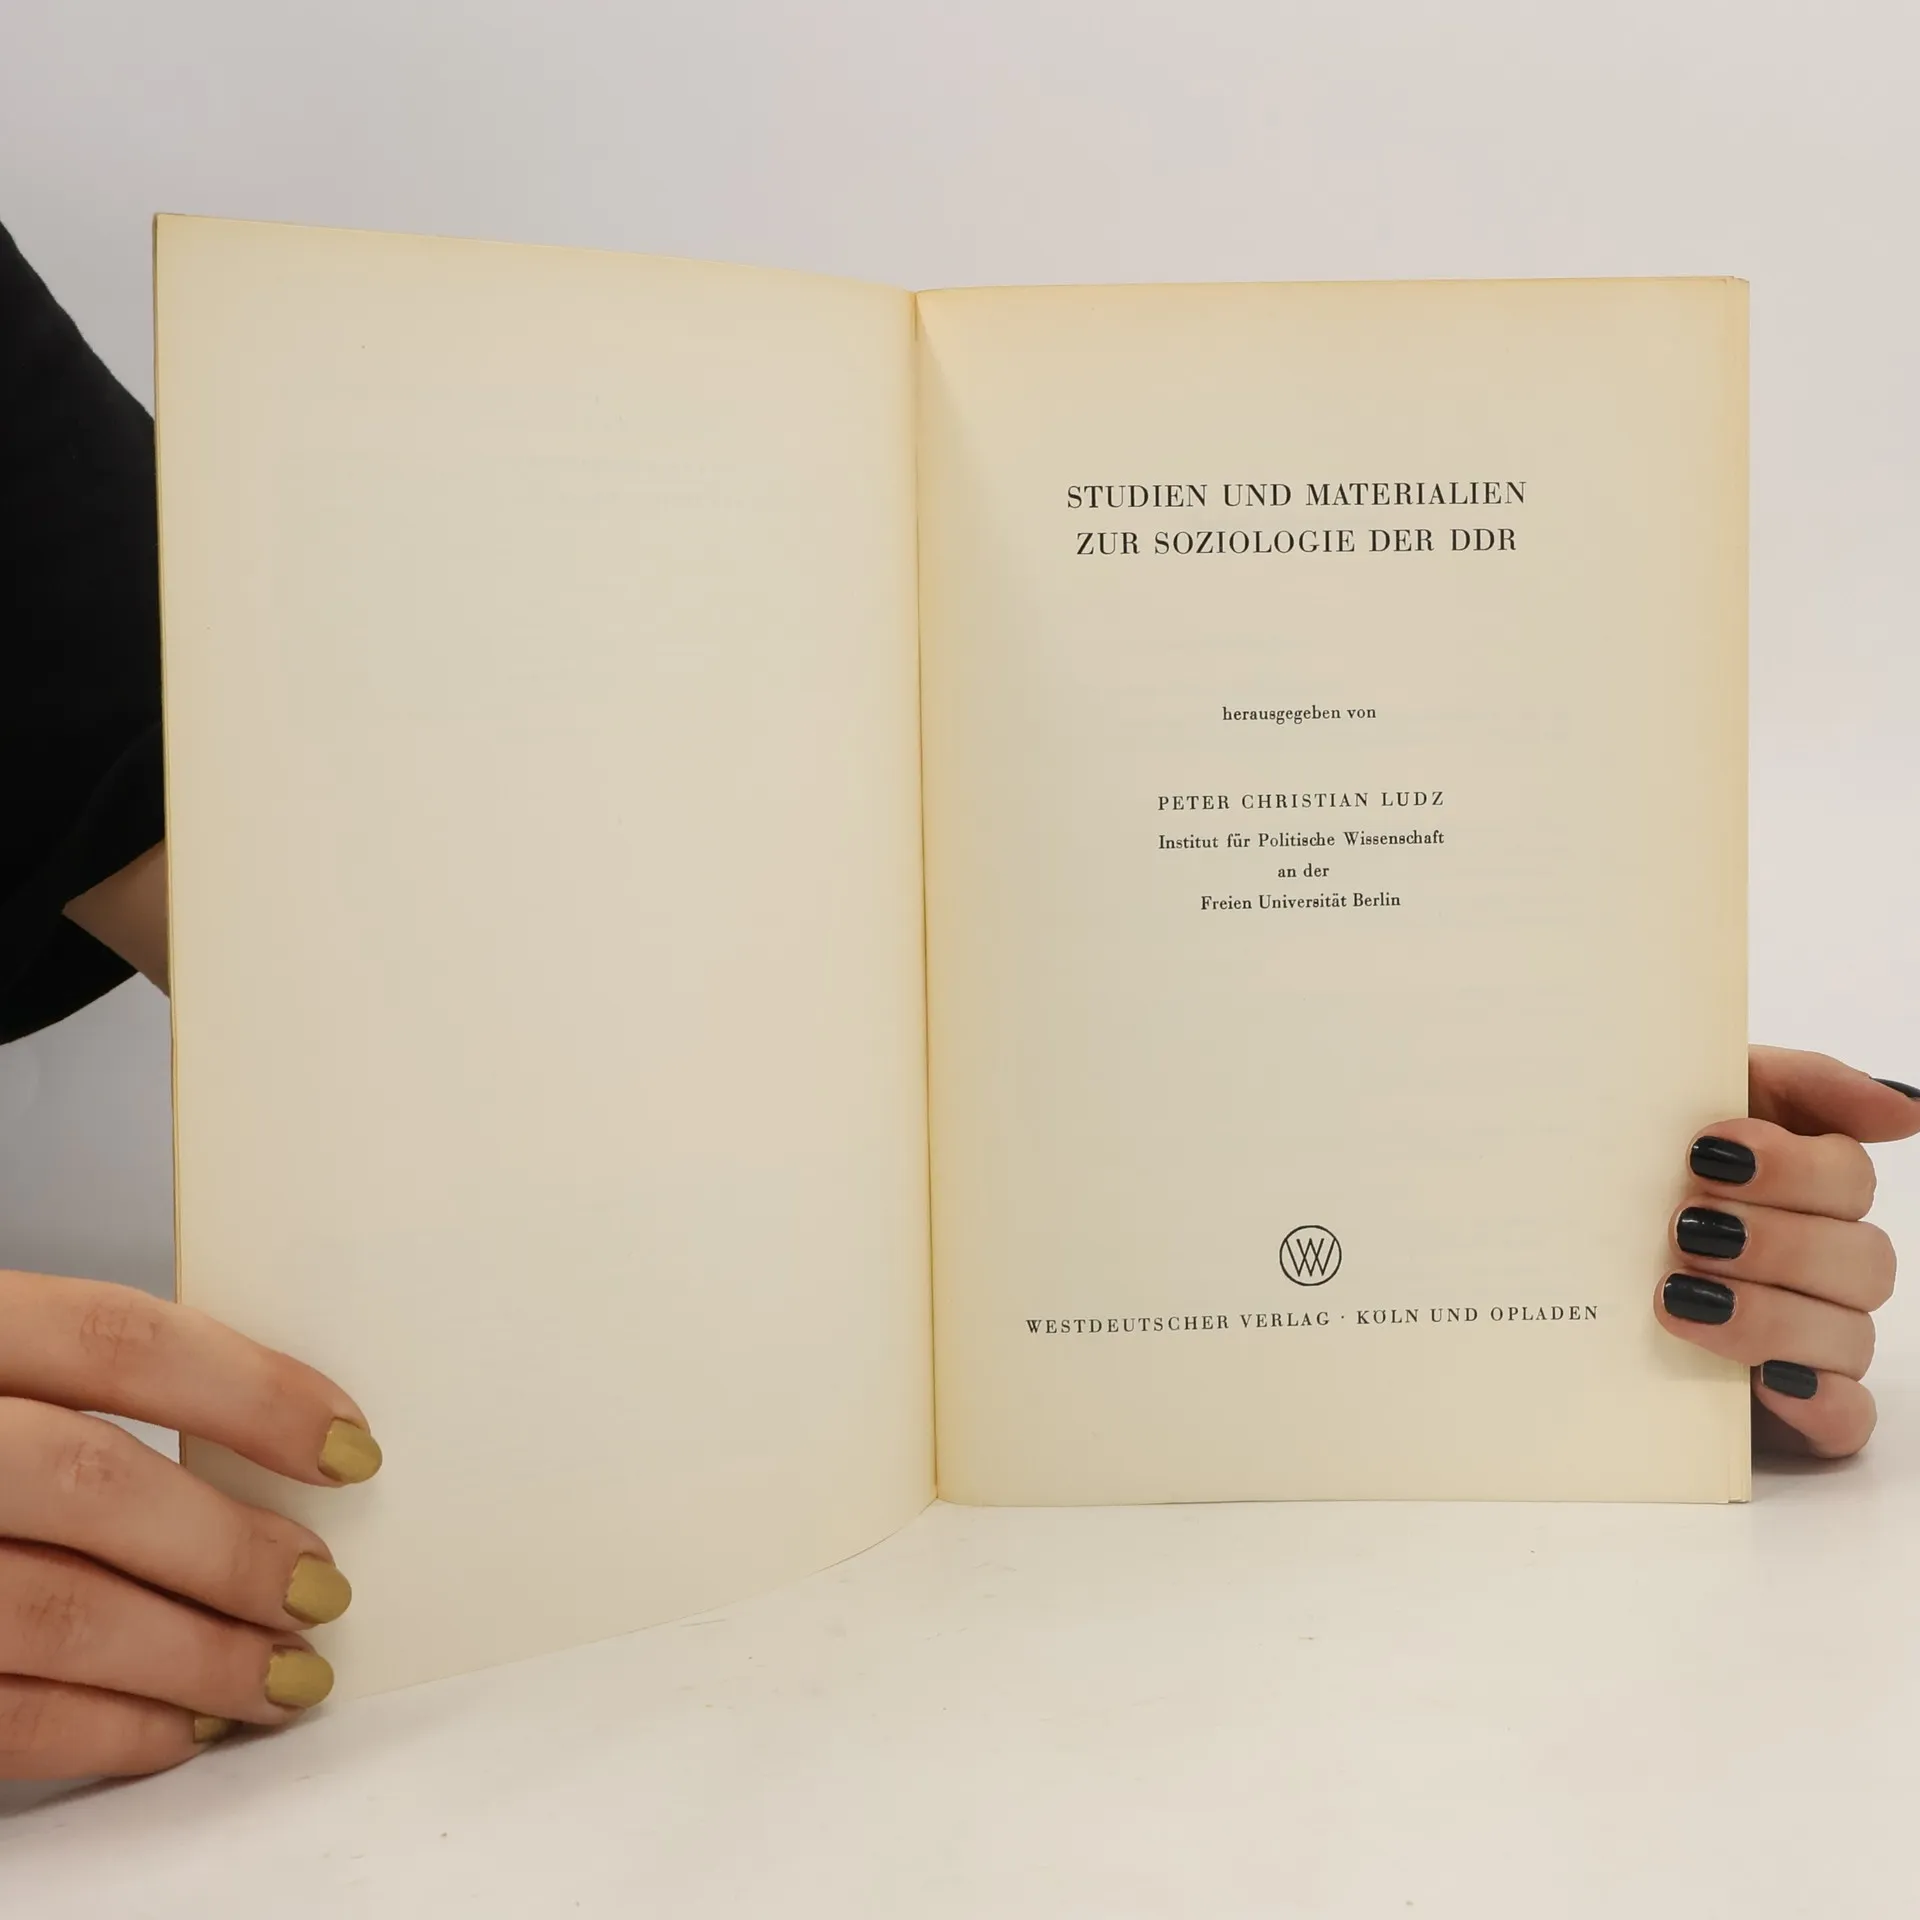 STUDIEN UND MATERIALIEN
ZUR SOZIOLOGIE DER DDR
herausgegeben von
PETER CHRISTIAN LUDZ
Institut für Politische Wissenschaft
an der
Freien Universität Berlin
WV
WESTDEUTSCHER VERLAG · KÖLN UND OPLADEN